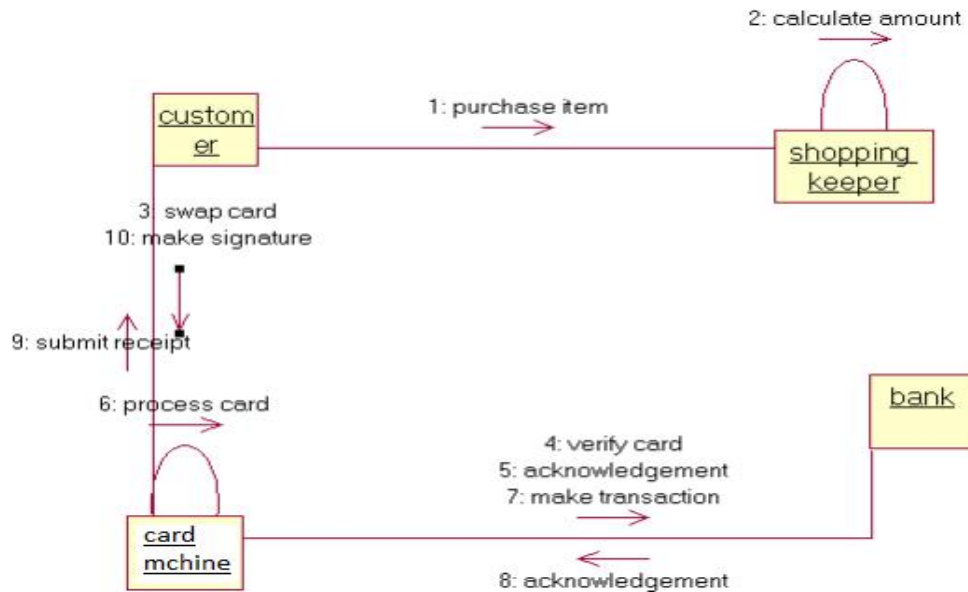 2: calculate amount
custom
er
1: purchase item
shopping
keeper
3: swap card
10: make signature
9: submit receipt
6: process card
bank
4: verify card
5: acknowledgement
7: make transaction
card
mchine
8: acknowledgement